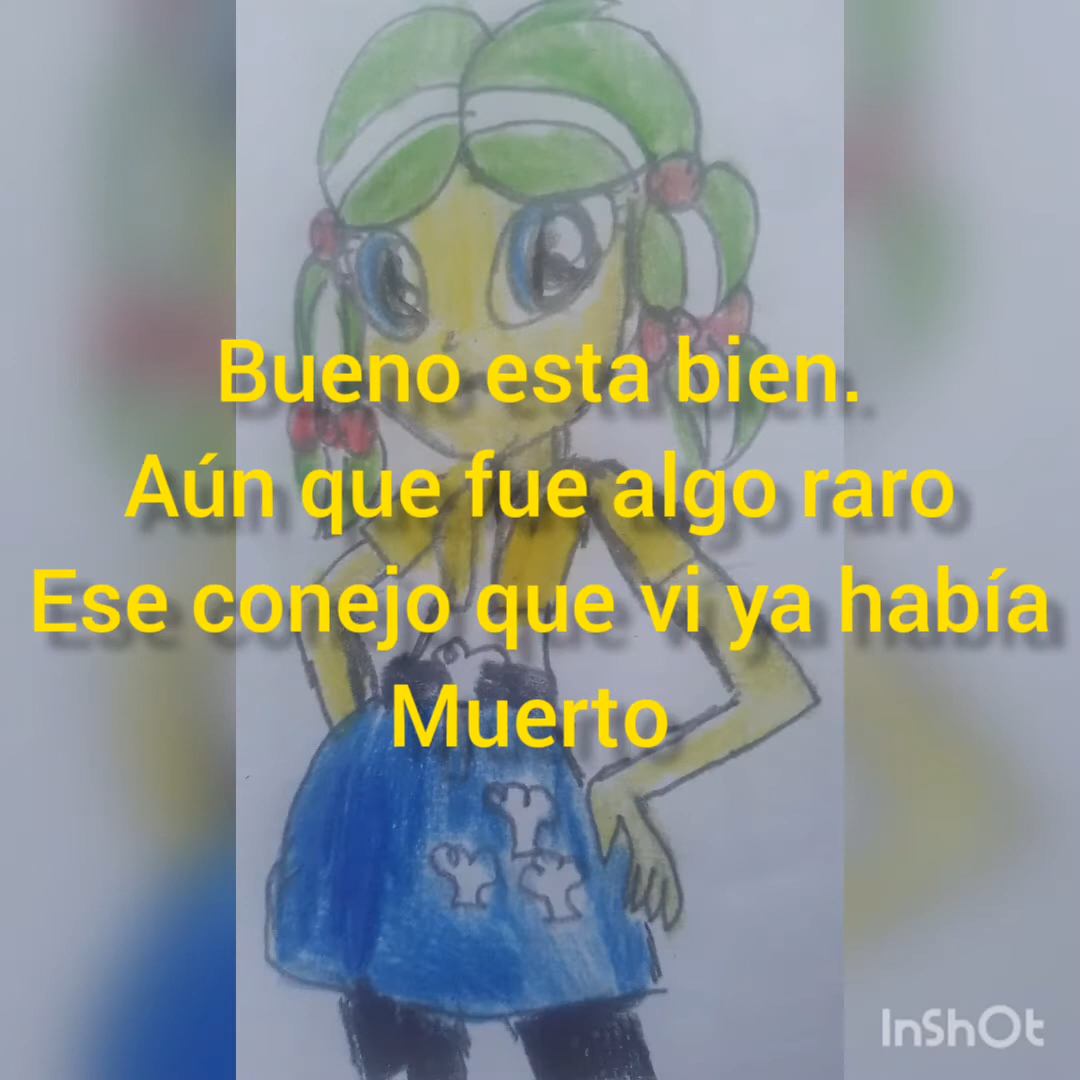 Bueno esta bien.
Aún que fue algo raro
Ese conejo que vi ya había
Muerto
InShOt